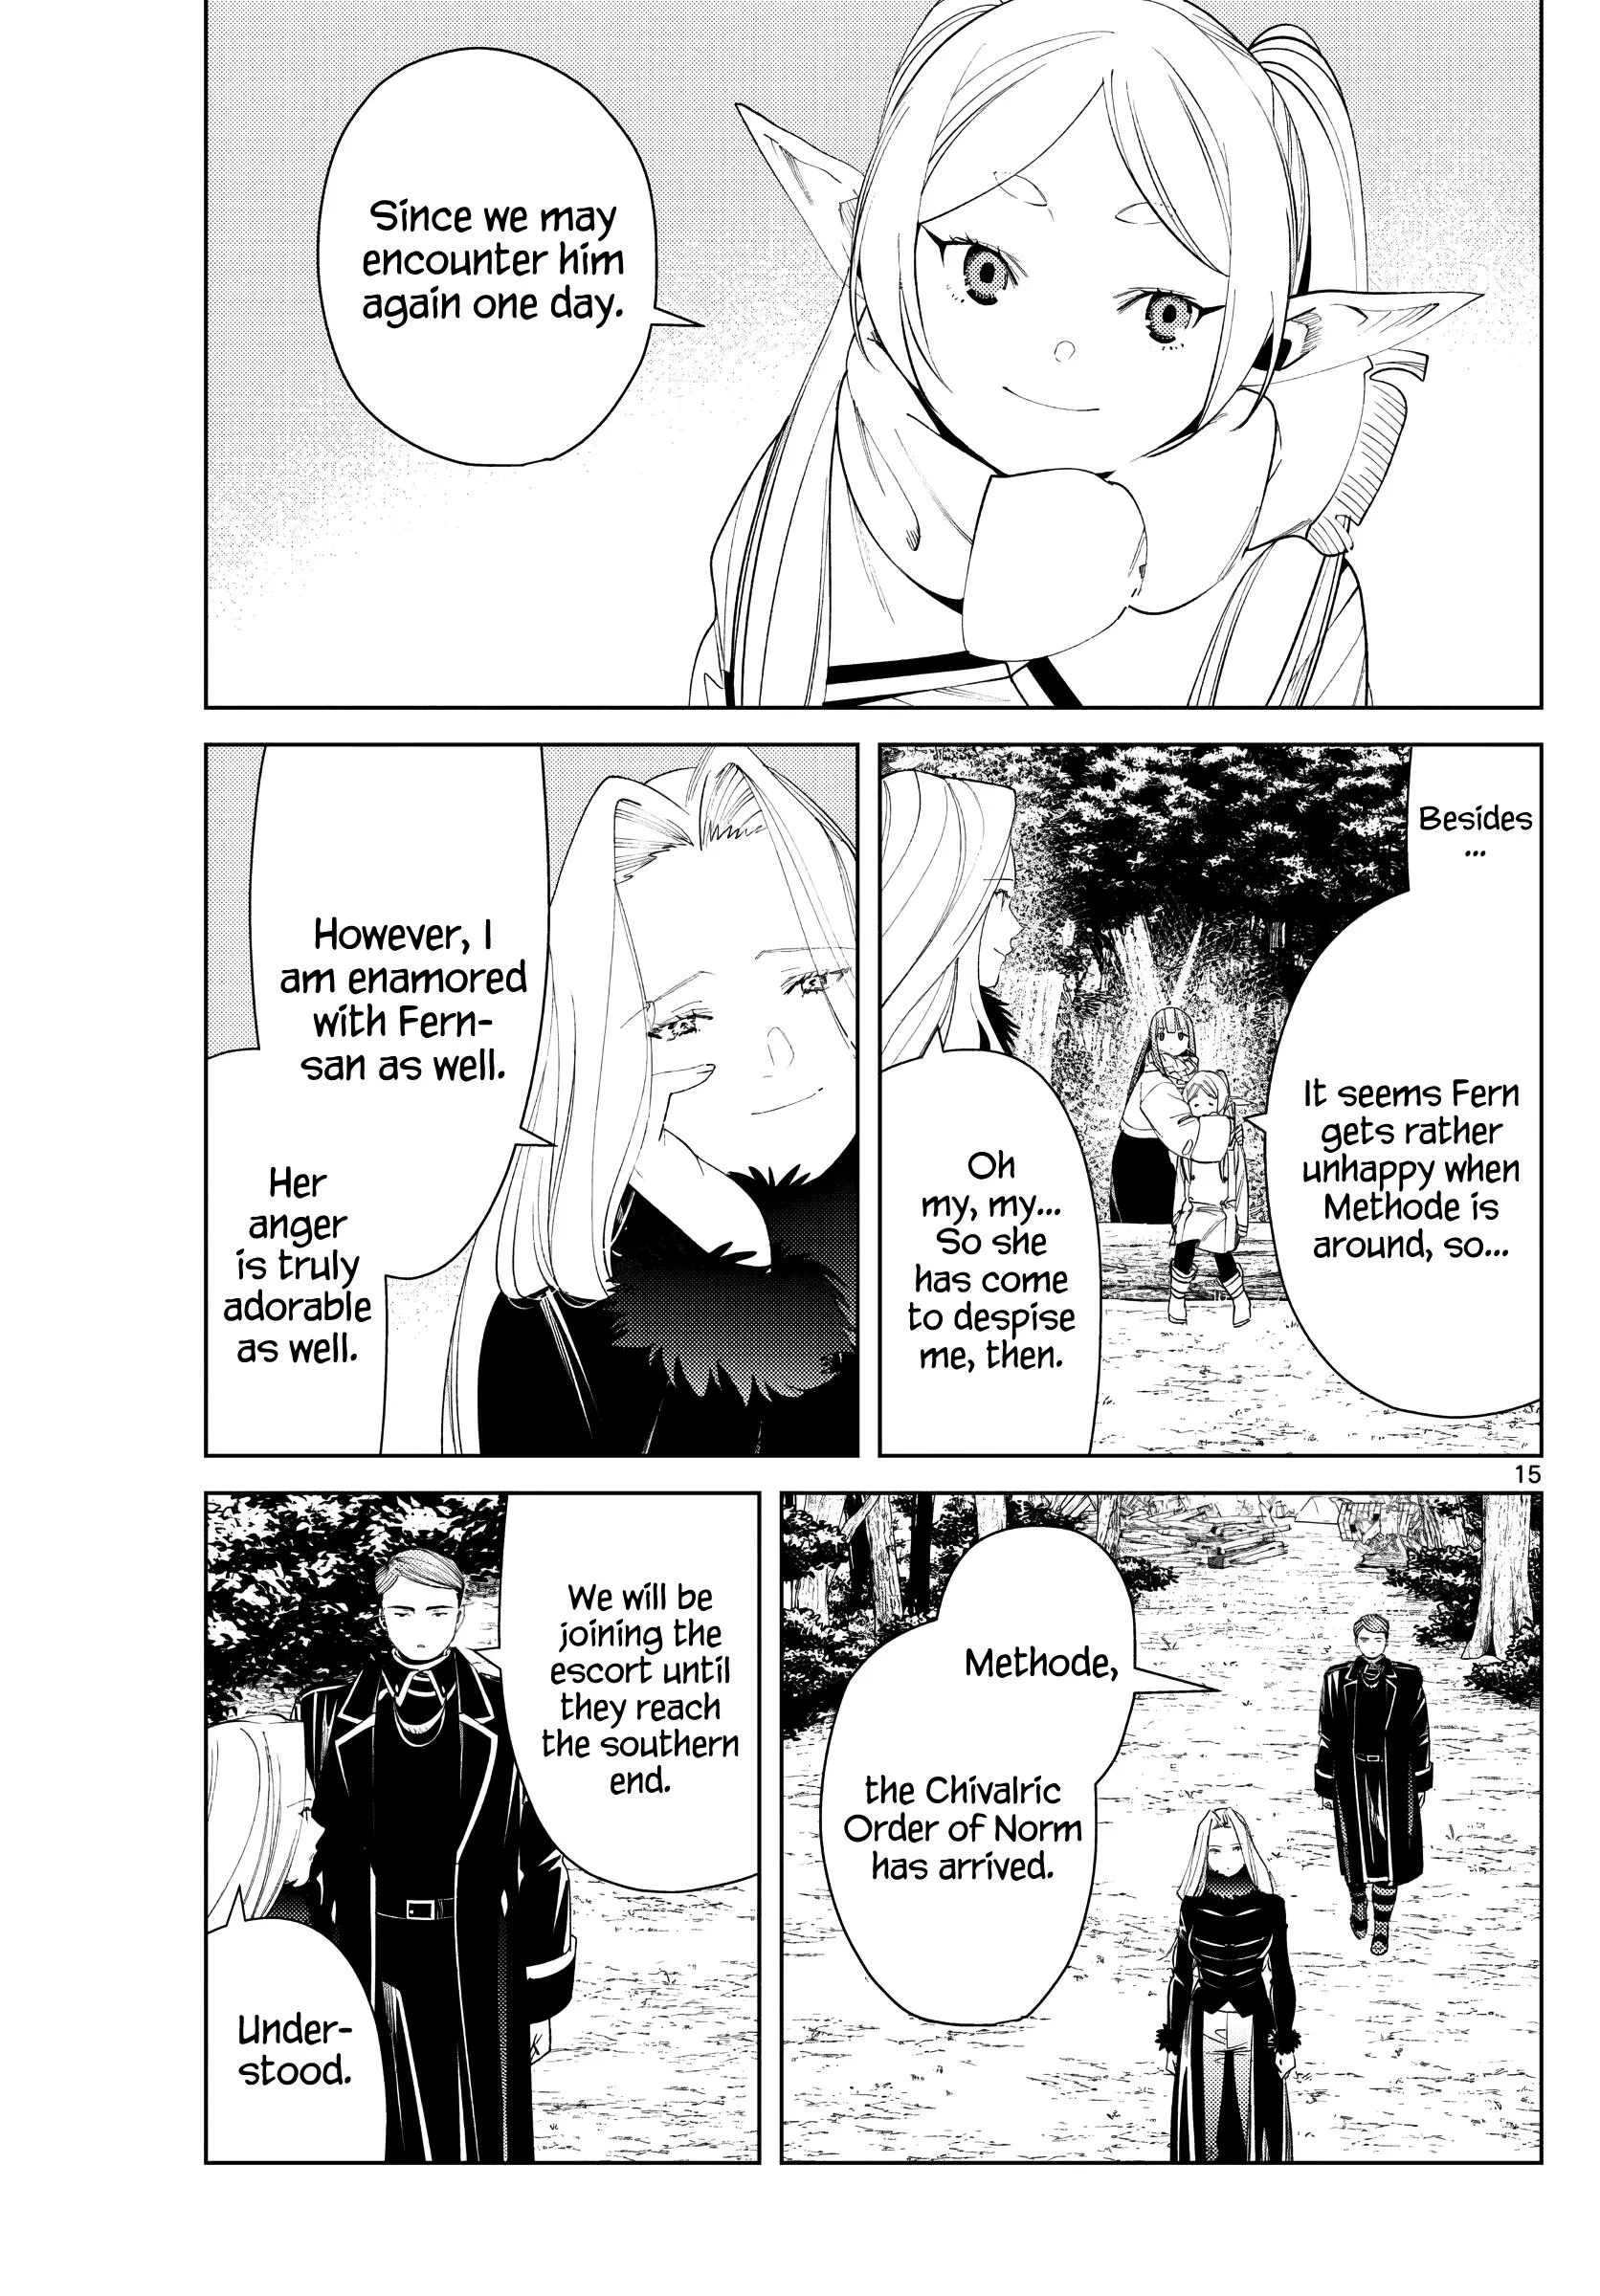 Since we may
encounter him
again one day.
Besides
...
It seems Fern
gets rather
unhappy when
Methode is
around, so...
Oh
my, my...
So she
has come
to despise
me, then.
However, I
am enamored
with Fern-
san as well.
Her
anger
is truly
adorable
as well.
15
Methode,
the Chivalric
Order of Norm
has arrived.
We will be
joining the
escort until
they reach
the southern
end.
Under-
stood.